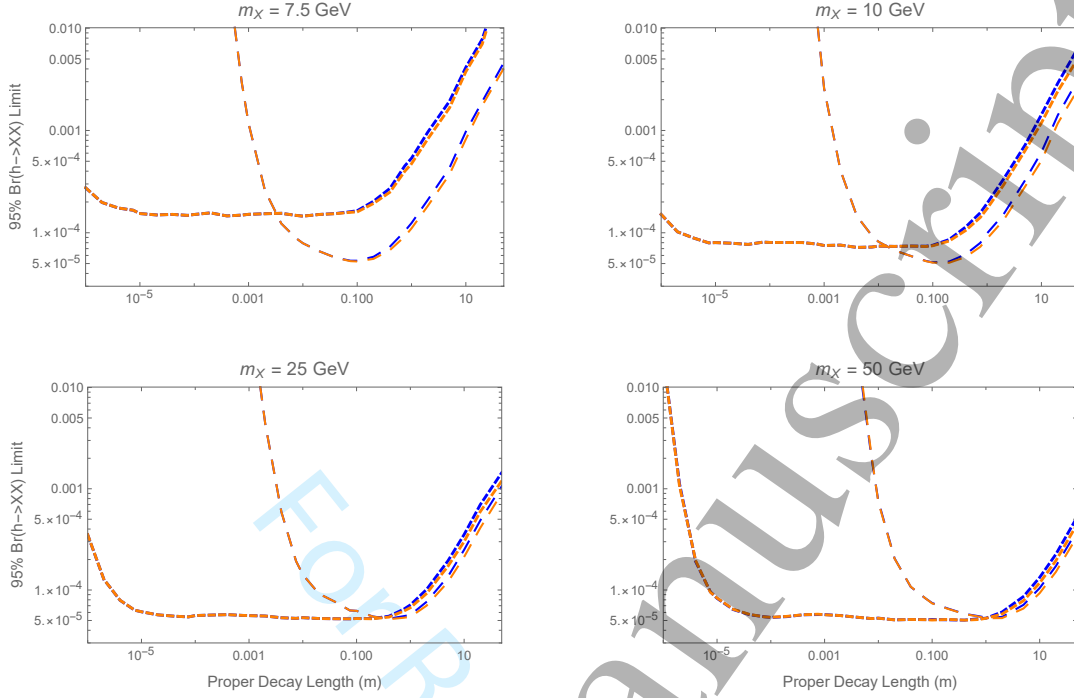 m_X = 7.5 GeV
m_X = 10 GeV
0.010
0.005
0.001
5.×10⁻⁴
1.×10⁻⁴
5.×10⁻⁵
95% Br(h->XX) Limit
10⁻⁵ 0.001 0.100 10
0.010
0.005
0.001
5.×10⁻⁴
1.×10⁻⁴
5.×10⁻⁵
10⁻⁵ 0.001 0.100 10
m_X = 25 GeV
m_X = 50 GeV
0.010
0.005
0.001
5.×10⁻⁴
1.×10⁻⁴
5.×10⁻⁵
95% Br(h->XX) Limit
10⁻⁵ 0.001 0.100 10
Proper Decay Length (m)
0.010
0.005
0.001
5.×10⁻⁴
1.×10⁻⁴
5.×10⁻⁵
10⁻⁵ 0.001 0.100 10
Proper Decay Length (m)
For R
anuscrip